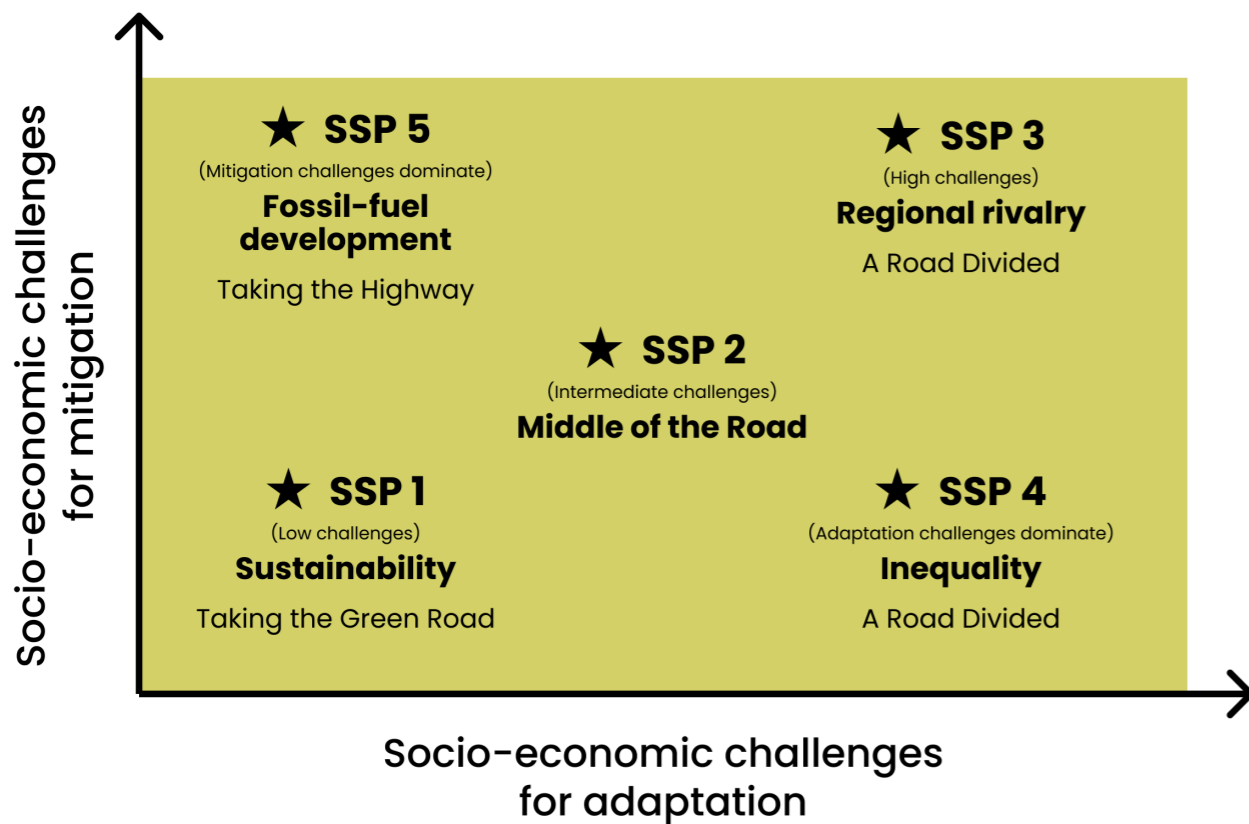 Socio-economic challenges
for mitigation
★ SSP 5
(Mitigation challenges dominate)
Fossil-fuel
development
Taking the Highway
★ SSP 3
(High challenges)
Regional rivalry
A Road Divided
★ SSP 2
(Intermediate challenges)
Middle of the Road
★ SSP 1
(Low challenges)
Sustainability
Taking the Green Road
★ SSP 4
(Adaptation challenges dominate)
Inequality
A Road Divided
Socio-economic challenges
for adaptation